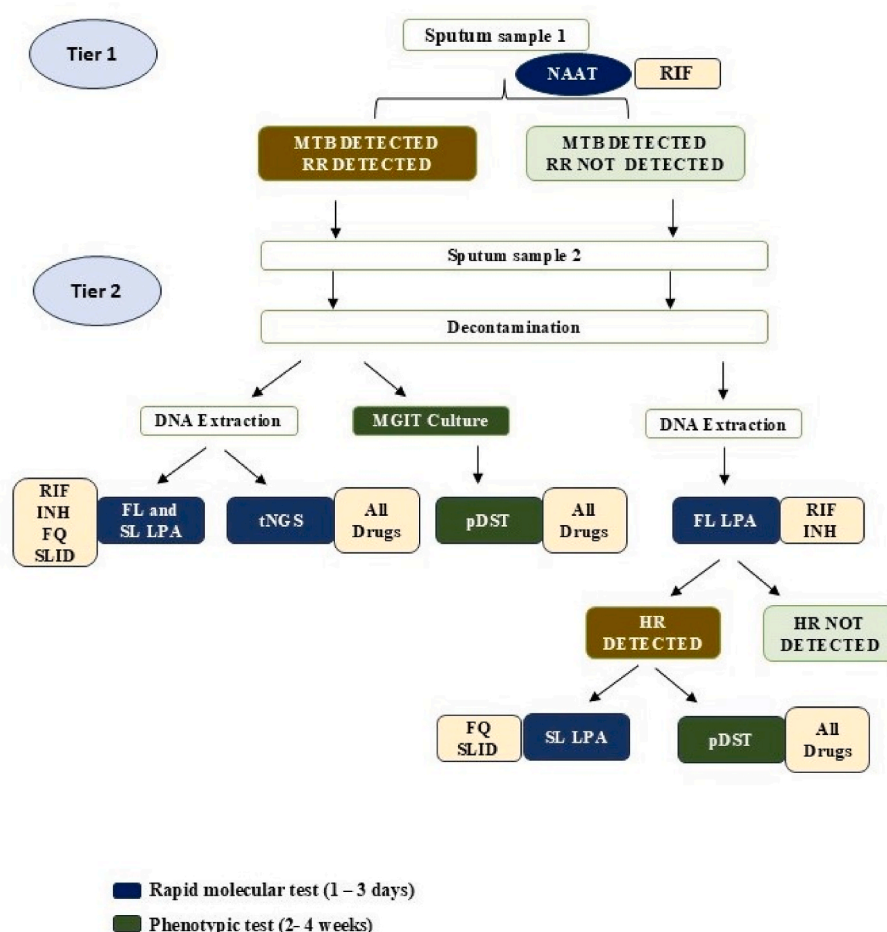 Tier 1
Sputum sample 1
NAAT
RIF
MTB DETECTED
RR DETECTED
MTB DETECTED
RR NOT DETECTED
Tier 2
Sputum sample 2
Decontamination
DNA Extraction
MGIT Culture
DNA Extraction
RIF
INH
FQ
SLID
FL and
SL LPA
tNGS
All
Drugs
pDST
All
Drugs
FL LPA
RIF
INH
HR
DETECTED
HR NOT
DETECTED
FQ
SLID
SL LPA
pDST
All
Drugs
Rapid molecular test (1 – 3 days)
Phenotypic test (2- 4 weeks)